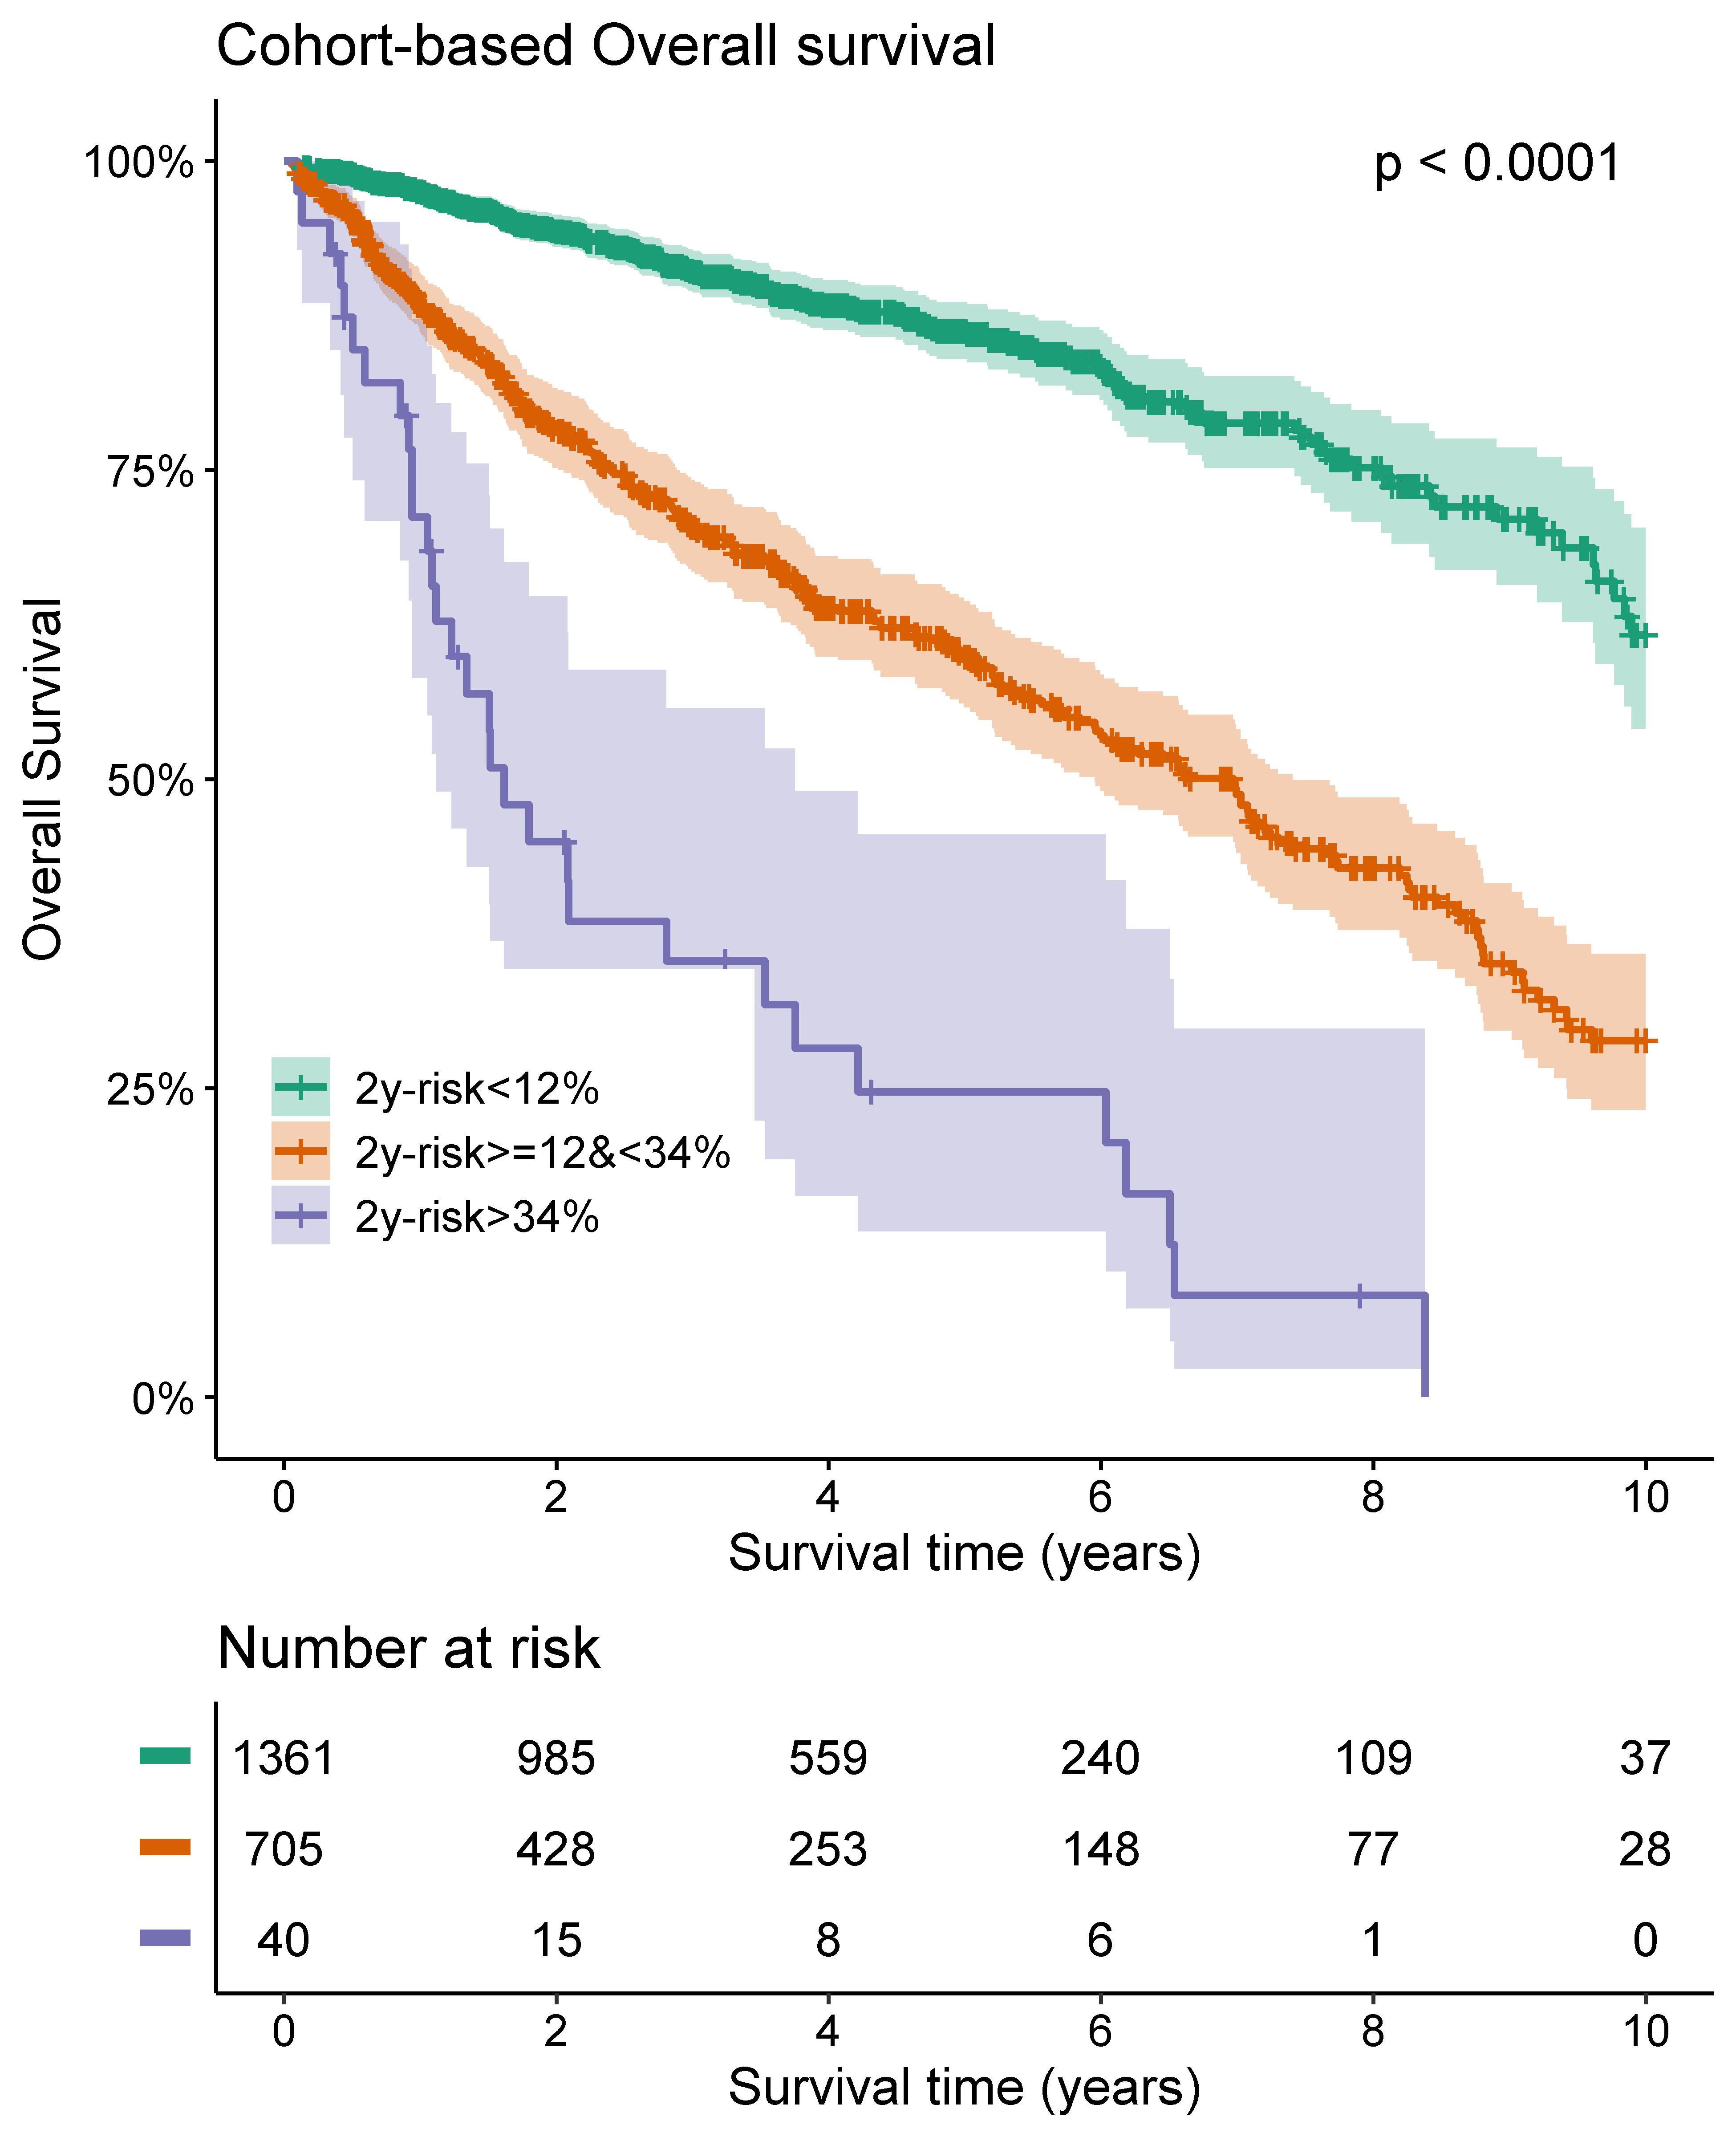 Cohort-based Overall survival
p < 0.0001
100%
75%
50%
25%
0%
Overall Survival
2y-risk<12%
2y-risk>=12&<34%
2y-risk>34%
0 2 4 6 8 10
Survival time (years)
Number at risk
1361 985 559 240 109 37
705 428 253 148 77 28
40 15 8 6 1 0
0 2 4 6 8 10
Survival time (years)